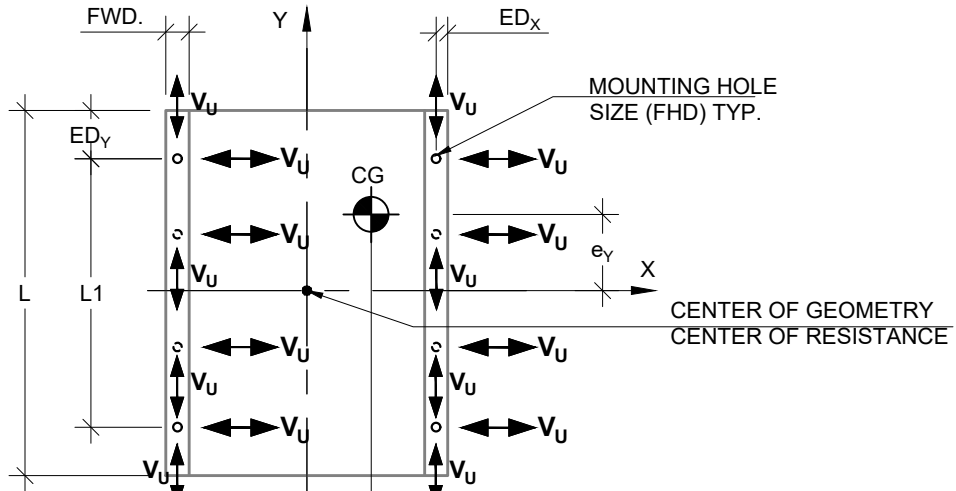 FWD.
Y
EDX
VU
VU
MOUNTING HOLE
SIZE (FHD) TYP.
EDY
VU
VU
CG
VU
VU
eY
VU
VU
X
L
L1
CENTER OF GEOMETRY
CENTER OF RESISTANCE
VU
VU
VU
VU
VU
VU
VU